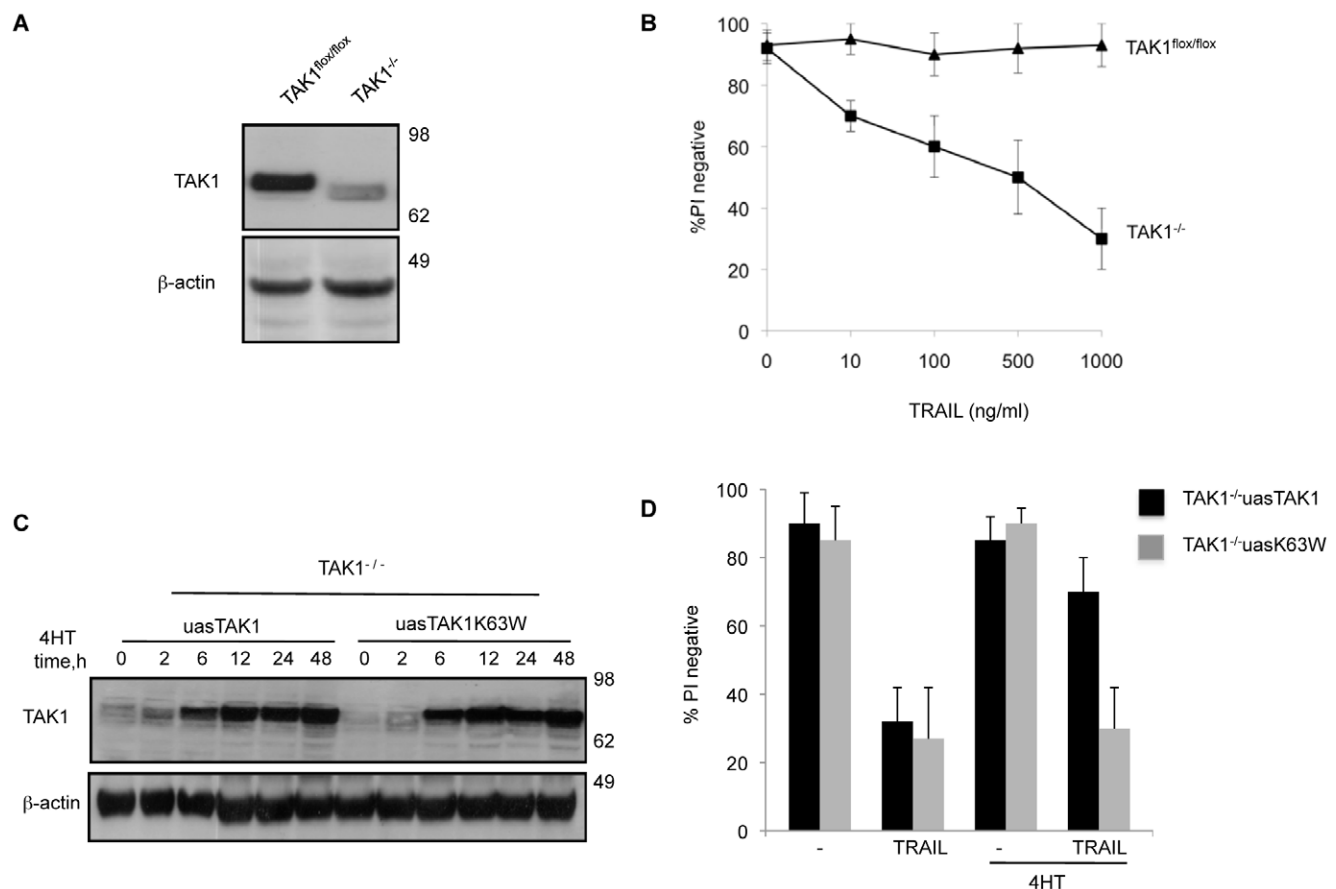 A
TAK1flox/flox
TAK1-/-
98
TAK1
62
49
β-actin
B
100
80
60
40
20
0
%PI negative
0 10 100 500 1000
TRAIL (ng/ml)
TAK1flox/flox
TAK1-/-
C
TAK1-/-
uasTAK1 uasTAK1K63W
4HT
time,h 0 2 6 12 24 48 0 2 6 12 24 48
98
TAK1
62
49
β-actin
D
100
80
60
40
20
0
% PI negative
- TRAIL - TRAIL
4HT
TAK1-/-uasTAK1
TAK1-/-uasK63W